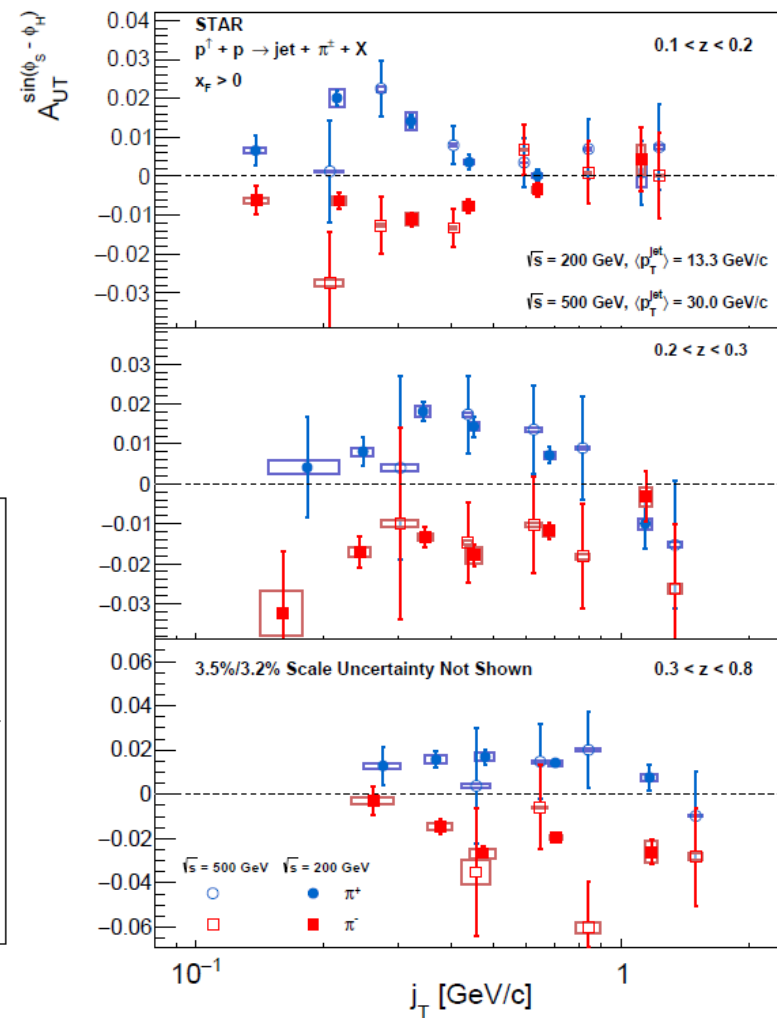 A_UT^sin(ϕ_S - ϕ_H)
STAR
p↑ + p → jet + π± + X
x_F > 0
0.1 < z < 0.2
0.04
0.03
0.02
0.01
0
−0.01
−0.02
−0.03
√s = 200 GeV, ⟨p_T^jet⟩ = 13.3 GeV/c
√s = 500 GeV, ⟨p_T^jet⟩ = 30.0 GeV/c
0.2 < z < 0.3
0.03
0.02
0.01
0
−0.01
−0.02
−0.03
3.5%/3.2% Scale Uncertainty Not Shown
0.3 < z < 0.8
0.06
0.04
0.02
0
−0.02
−0.04
−0.06
√s = 500 GeV √s = 200 GeV
π+
π-
10^−1 1
j_T [GeV/c]